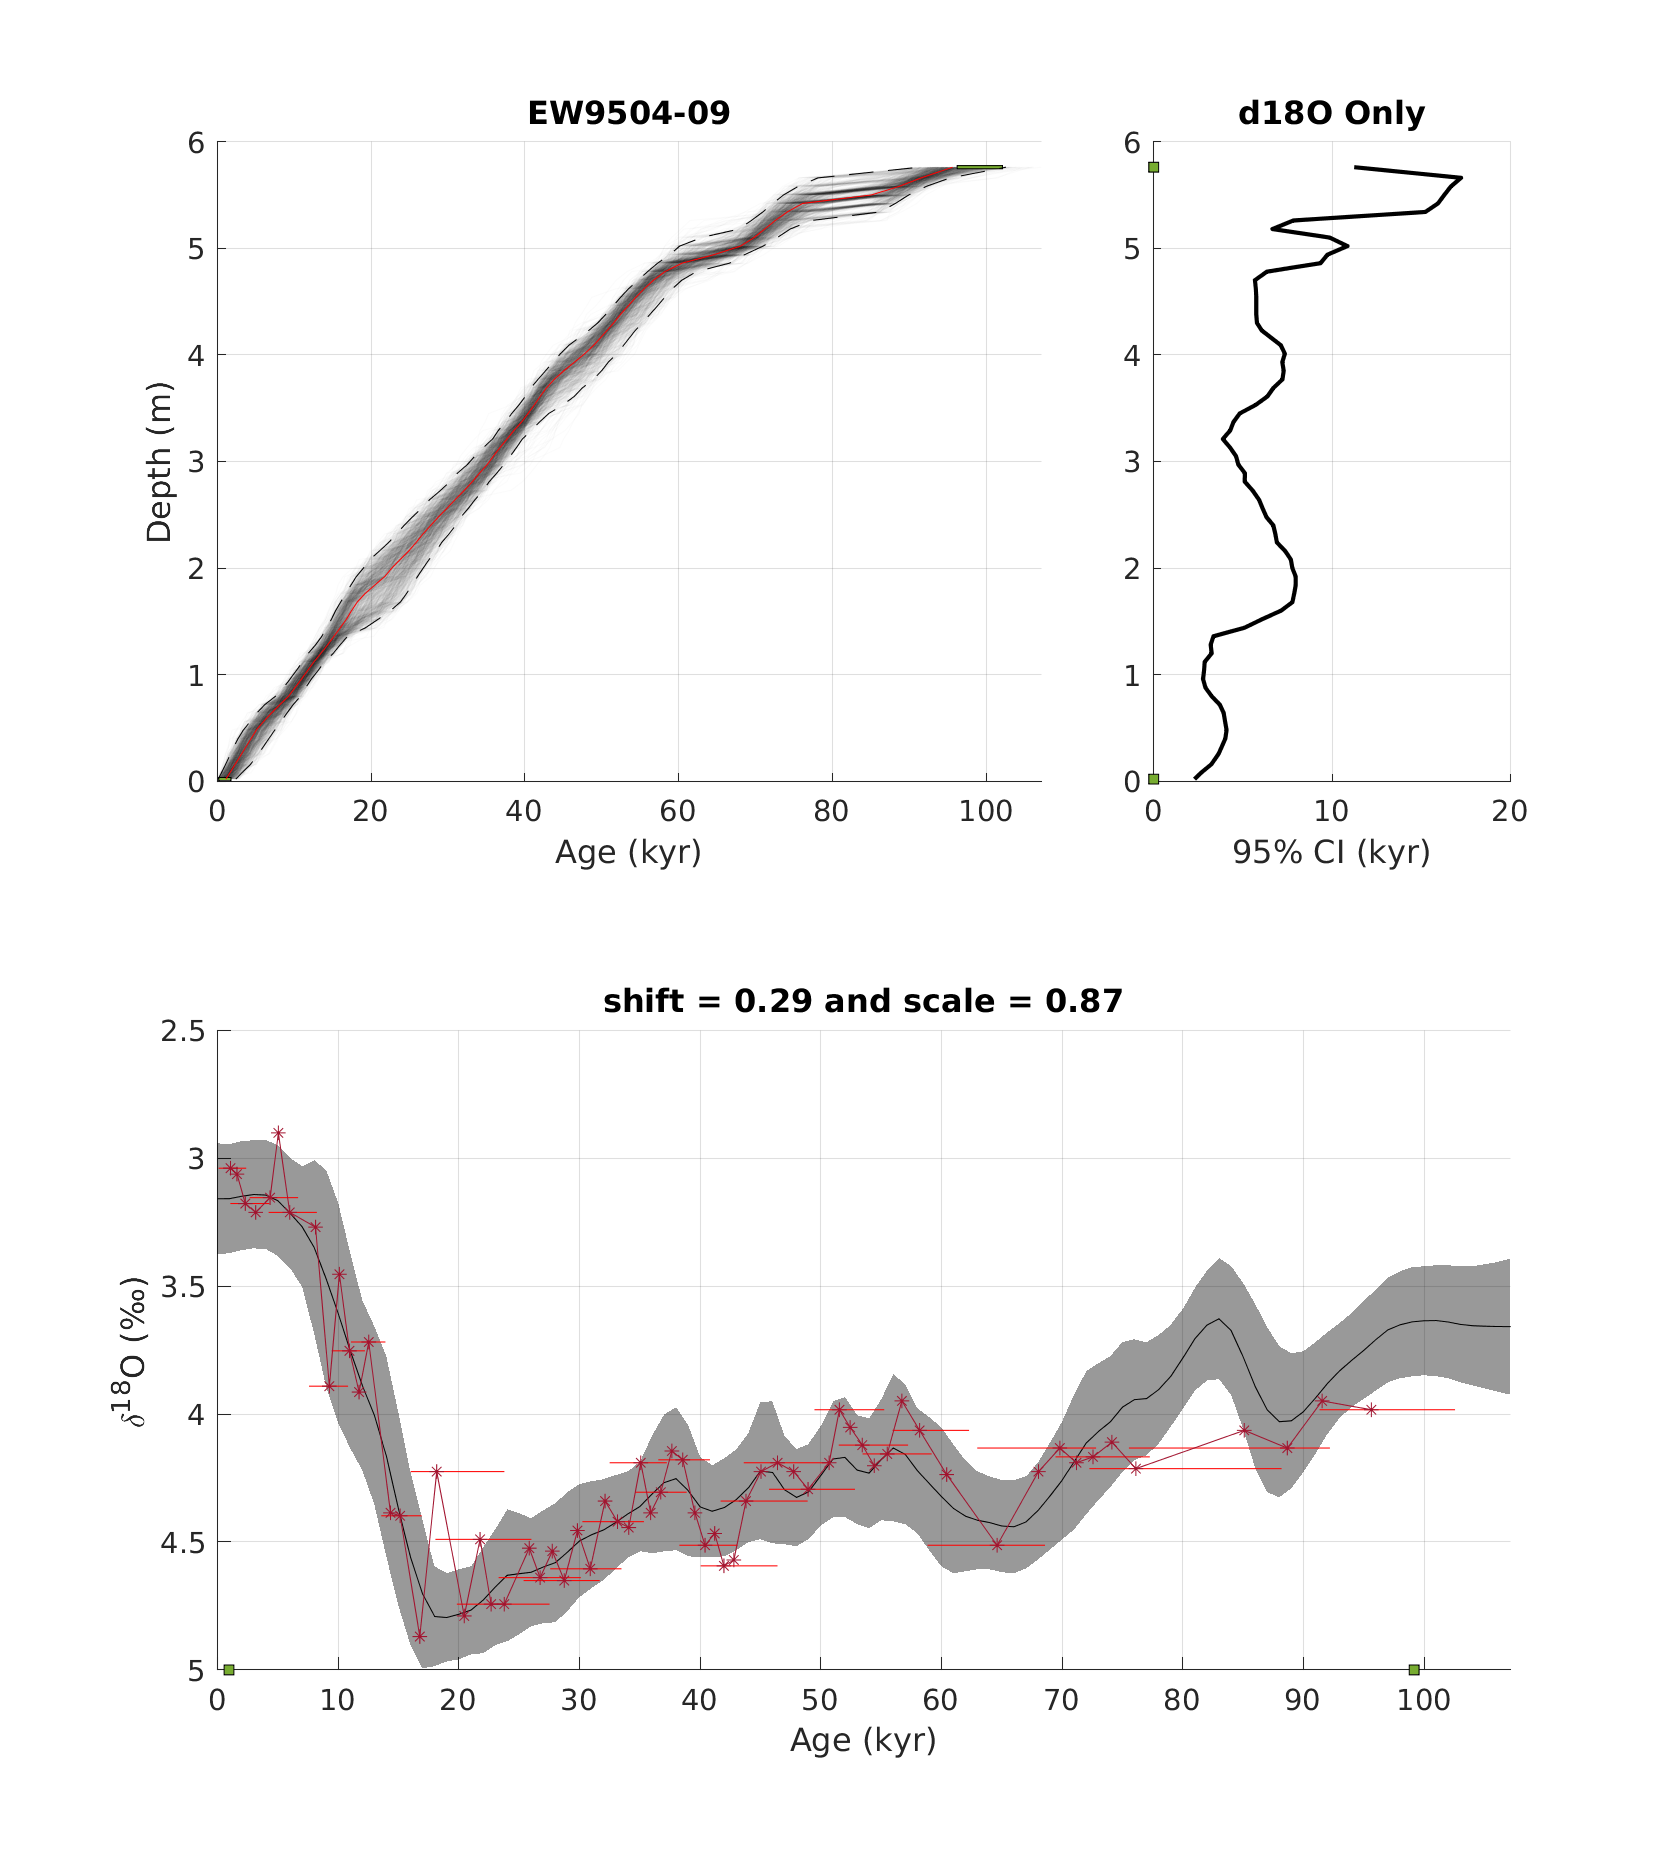 EW9504-09
d18O Only
6
5
4
3
2
1
0
Depth (m)
0 20 40 60 80 100
Age (kyr)
6
5
4
3
2
1
0
0 10 20
95% CI (kyr)
shift = 0.29 and scale = 0.87
2.5
3
3.5
4
4.5
5
δ18O (‰)
0 10 20 30 40 50 60 70 80 90 100
Age (kyr)